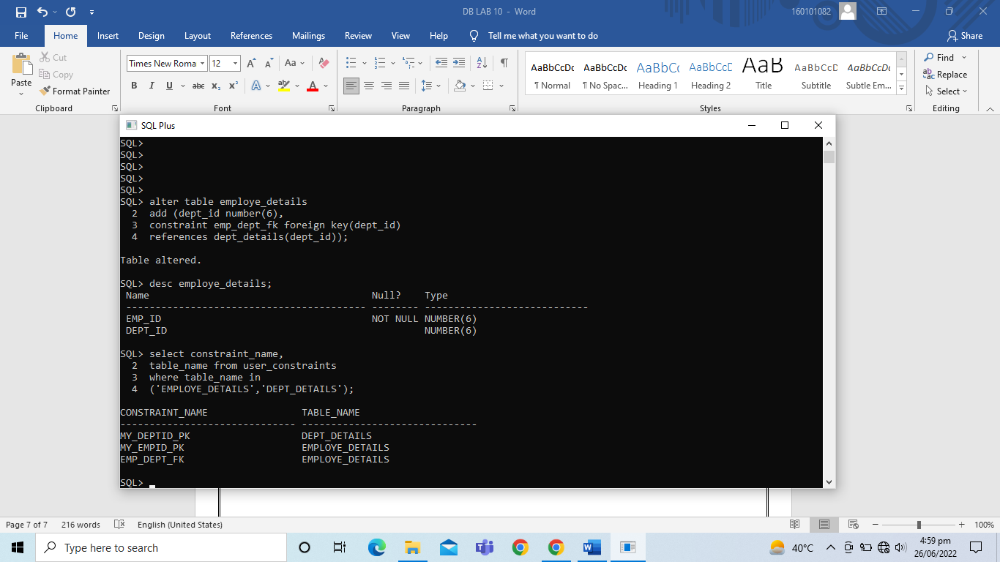 DB LAB 10 - Word
160101082
File Home Insert Design Layout References Mailings Review View Help Tell me what you want to do Share
Paste
Cut
Copy
Format Painter
Clipboard
Times New Roma 12
Font
Paragraph
AaBbCcDc AaBbCcDc AaBbCc AaBbCcD AaB AaBbCcD AaBbCcDc
¶ Normal ¶ No Spac... Heading 1 Heading 2 Title Subtitle Subtle Em...
Styles
Find
Replace
Select
Editing
SQL Plus
SQL>
SQL>
SQL>
SQL>
SQL>
SQL> alter table employe_details
2 add (dept_id number(6),
3 constraint emp_dept_fk foreign key(dept_id)
4 references dept_details(dept_id));
Table altered.
SQL> desc employe_details;
Name Null? Type
----------------------------------------- -------- ----------------------------
EMP_ID NOT NULL NUMBER(6)
DEPT_ID NUMBER(6)
SQL> select constraint_name,
2 table_name from user_constraints
3 where table_name in
4 ('EMPLOYE_DETAILS','DEPT_DETAILS');
CONSTRAINT_NAME TABLE_NAME
------------------------------ ------------------------------
MY_DEPTID_PK DEPT_DETAILS
MY_EMPID_PK EMPLOYE_DETAILS
EMP_DEPT_FK EMPLOYE_DETAILS
SQL>
Page 7 of 7 216 words English (United States) 100%
Type here to search
40°C
4:59 pm
26/06/2022